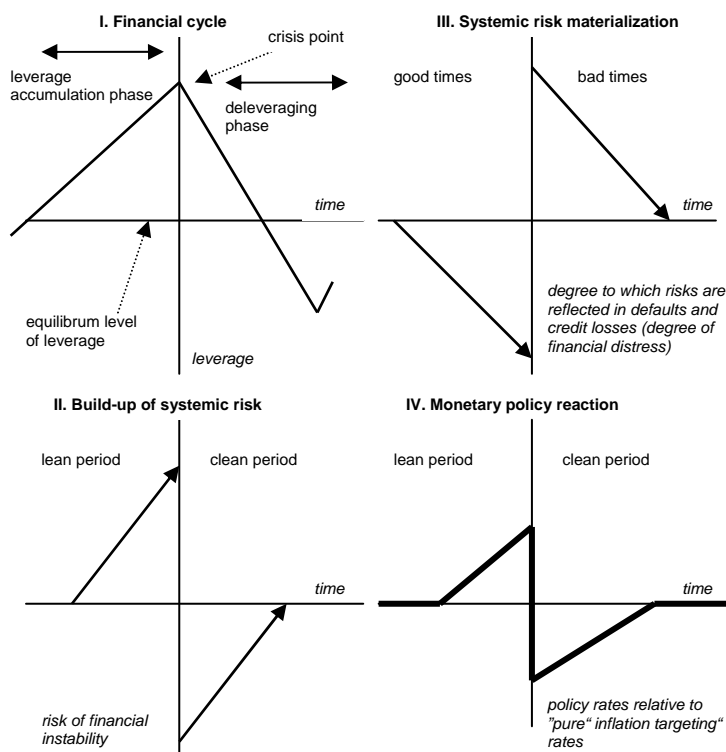 I. Financial cycle
crisis point
leverage
accumulation phase
deleveraging
phase
time
equilibrum level
of leverage
leverage
III. Systemic risk materialization
good times
bad times
time
degree to which risks are
reflected in defaults and
credit losses (degree of
financial distress)
II. Build-up of systemic risk
lean period
clean period
time
risk of financial
instability
IV. Monetary policy reaction
lean period
clean period
time
policy rates relative to
”pure“ inflation targeting“
rates